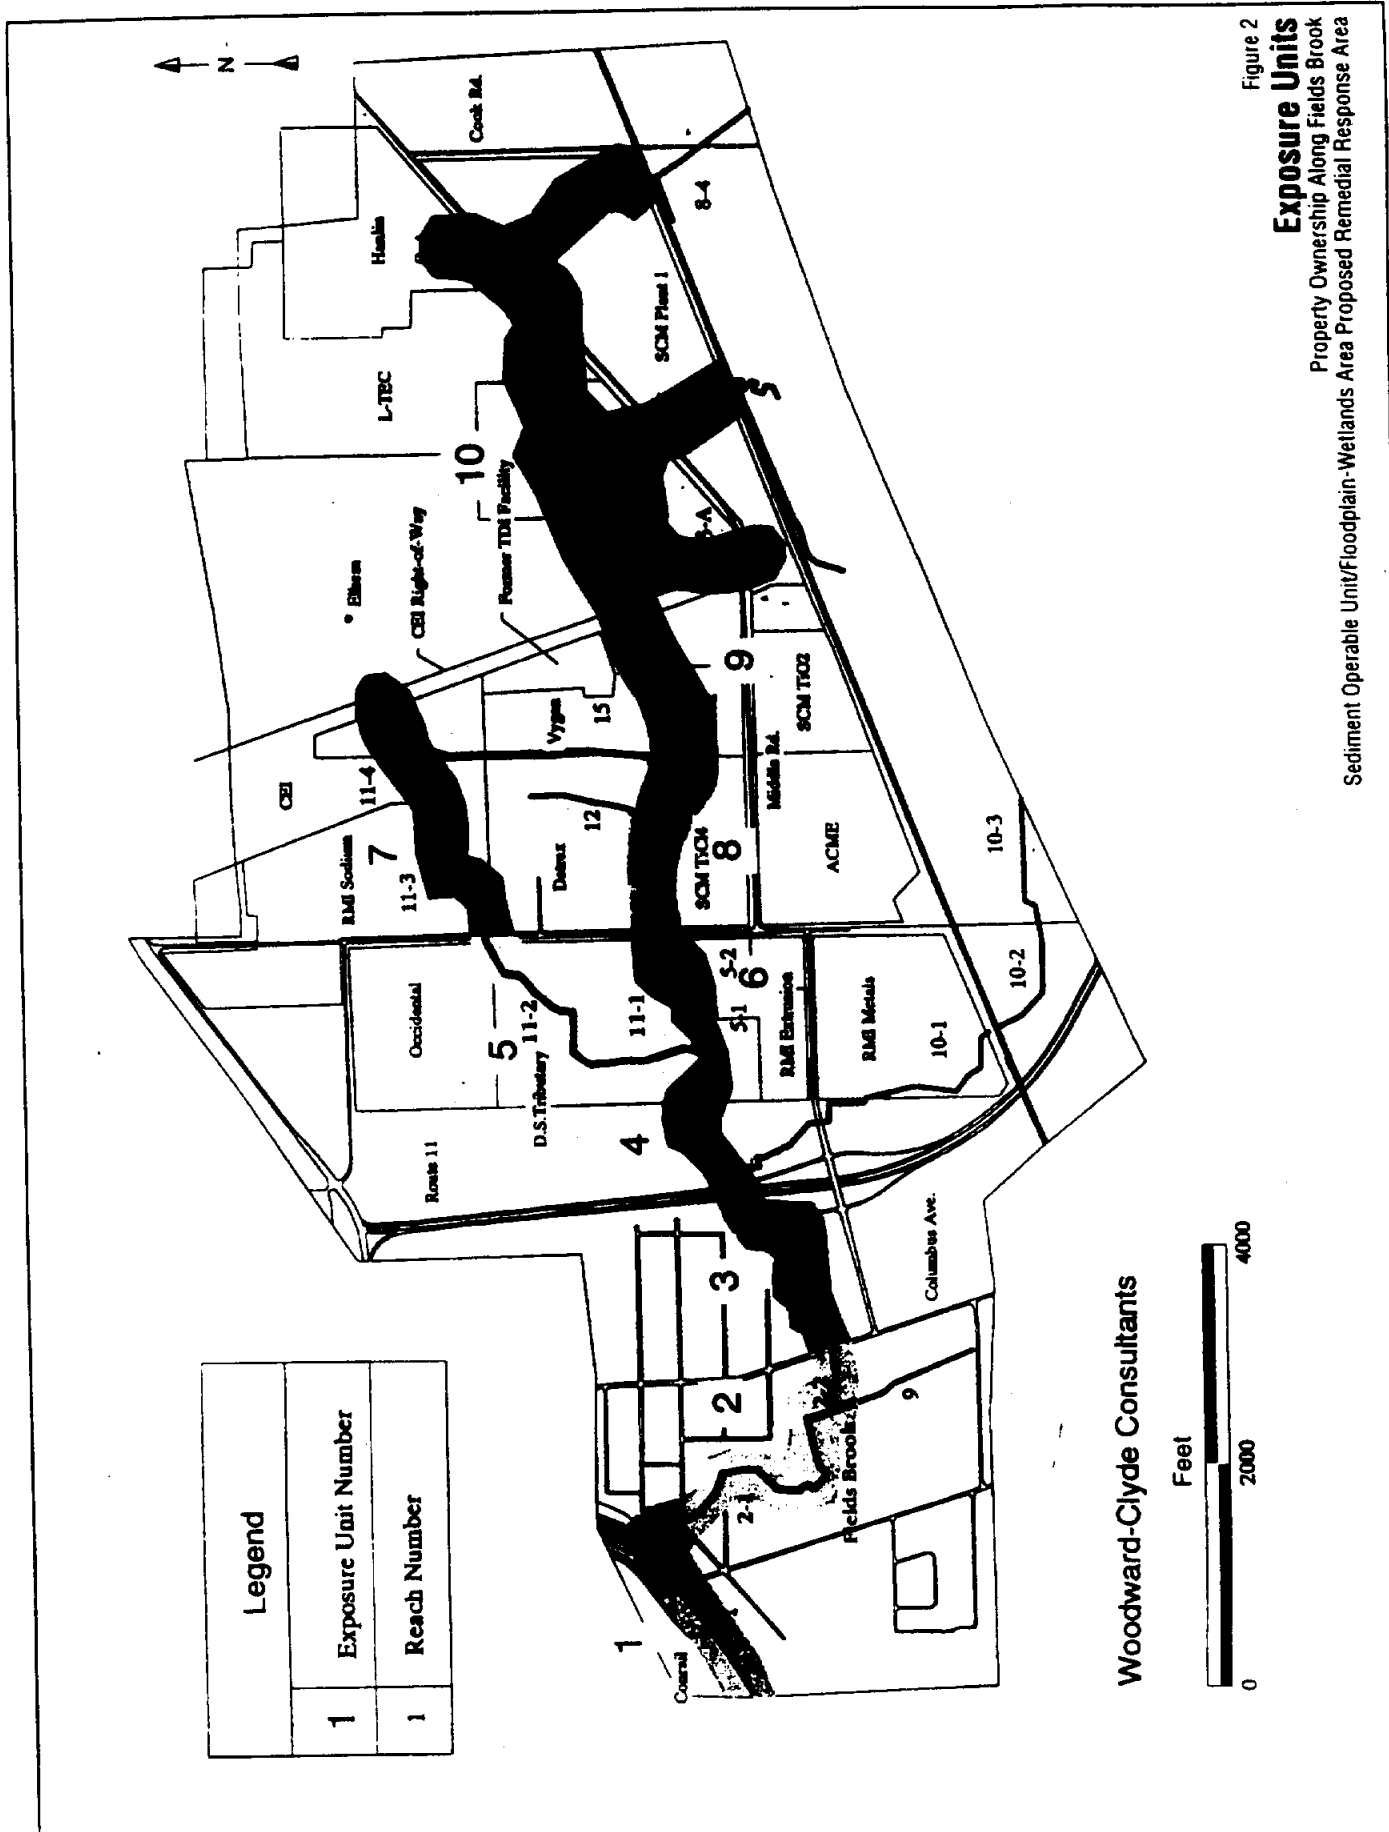 Figure 2
Exposure Units
Property Ownership Along Fields Brook
Sediment Operable Unit/Floodplain-Wetlands Area Proposed Remedial Response Area
N
Legend
1 Exposure Unit Number
1 Reach Number
Cook Rd.
Hanlin
8-4
SCM Plant 1
L-TEC
10
Former TDI Facility
CEI Right-of-Way
Elkem
-A
CEI
11-4
Vygen
15
9
SCM TiO2
Middle Rd.
RMI Sodium
7
11-3
12
Detrex
SCM TiCl4
8
ACME
10-3
Occidental
5
11-2
D.S.Tributary
11-1
5-2
6
5-1
RMI Extrusion
RMI Metals
10-1
10-2
Route 11
4
Columbus Ave.
3
2
2-2
9
Fields Brook
2-1
1
Conrail
Woodward-Clyde Consultants
Feet
0 2000 4000